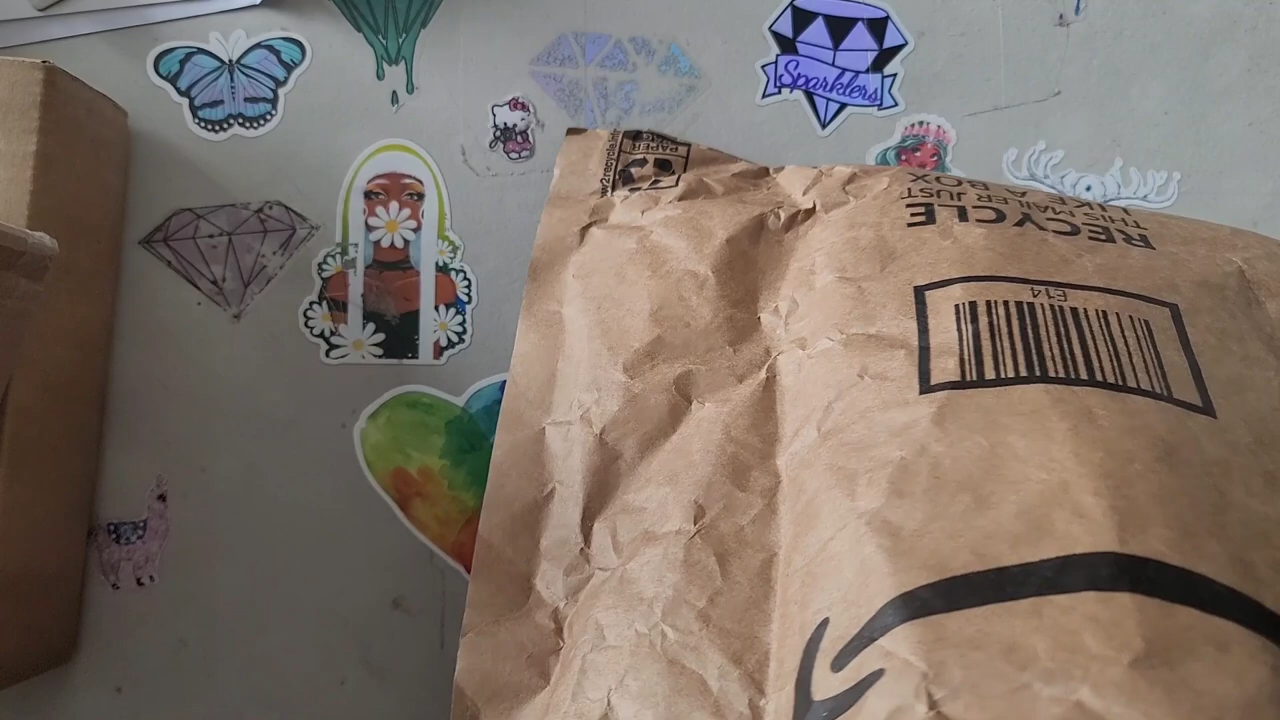 Sparklers
PAPER
RECYCLE
THIS MAILER JUST
LIKE A BOX
E14